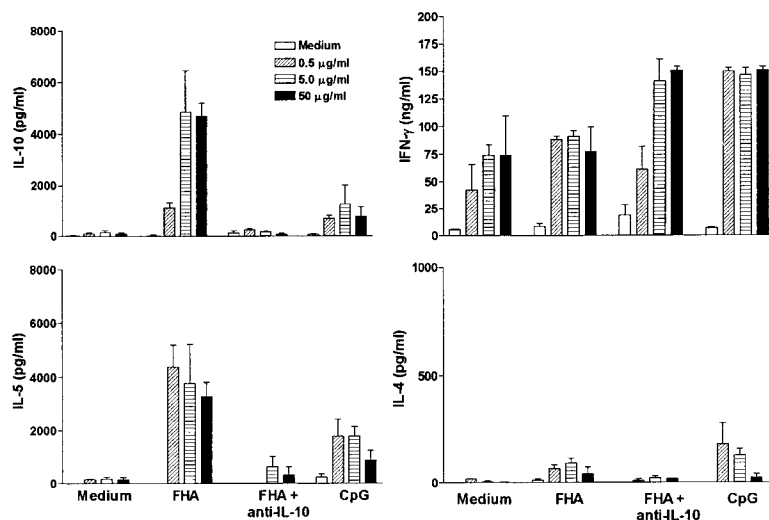 IL-10 (pg/ml)
8000
6000
4000
2000
0
Medium
0.5 μg/ml
5.0 μg/ml
50 μg/ml
IFN-γ (ng/ml)
200
175
150
125
100
75
50
25
0
IL-5 (pg/ml)
8000
6000
4000
2000
0
Medium
FHA
FHA +
anti-IL-10
CpG
IL-4 (pg/ml)
1000
500
0
Medium
FHA
FHA +
anti-IL-10
CpG